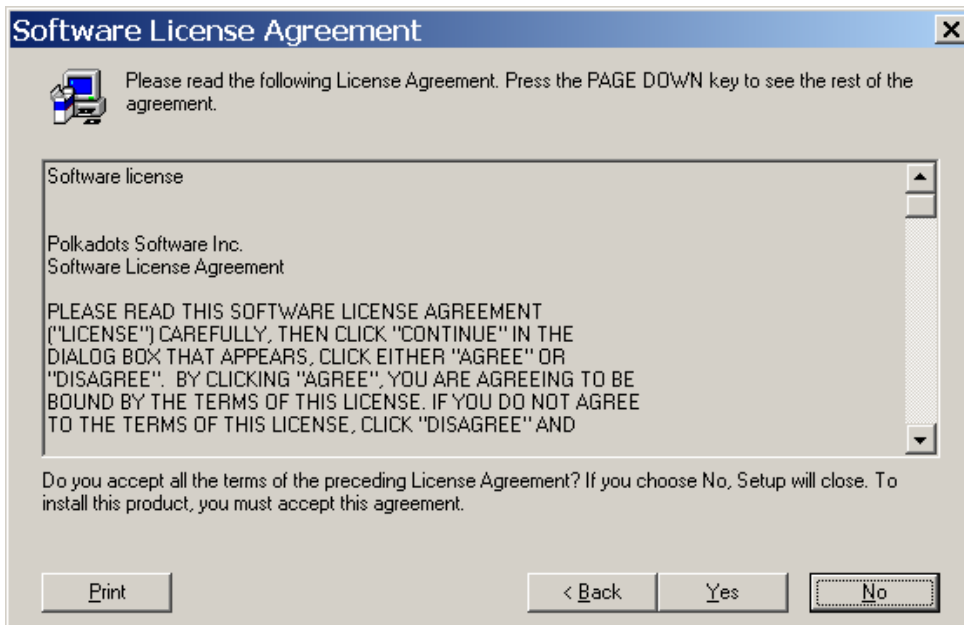 Software License Agreement
Please read the following License Agreement. Press the PAGE DOWN key to see the rest of the
agreement.
Software license
Polkadots Software Inc.
Software License Agreement
PLEASE READ THIS SOFTWARE LICENSE AGREEMENT
("LICENSE") CAREFULLY, THEN CLICK "CONTINUE" IN THE
DIALOG BOX THAT APPEARS, CLICK EITHER "AGREE" OR
"DISAGREE".  BY CLICKING "AGREE", YOU ARE AGREEING TO BE
BOUND BY THE TERMS OF THIS LICENSE. IF YOU DO NOT AGREE
TO THE TERMS OF THIS LICENSE, CLICK "DISAGREE" AND
Do you accept all the terms of the preceding License Agreement? If you choose No, Setup will close. To
install this product, you must accept this agreement.
Print
< Back
Yes
No